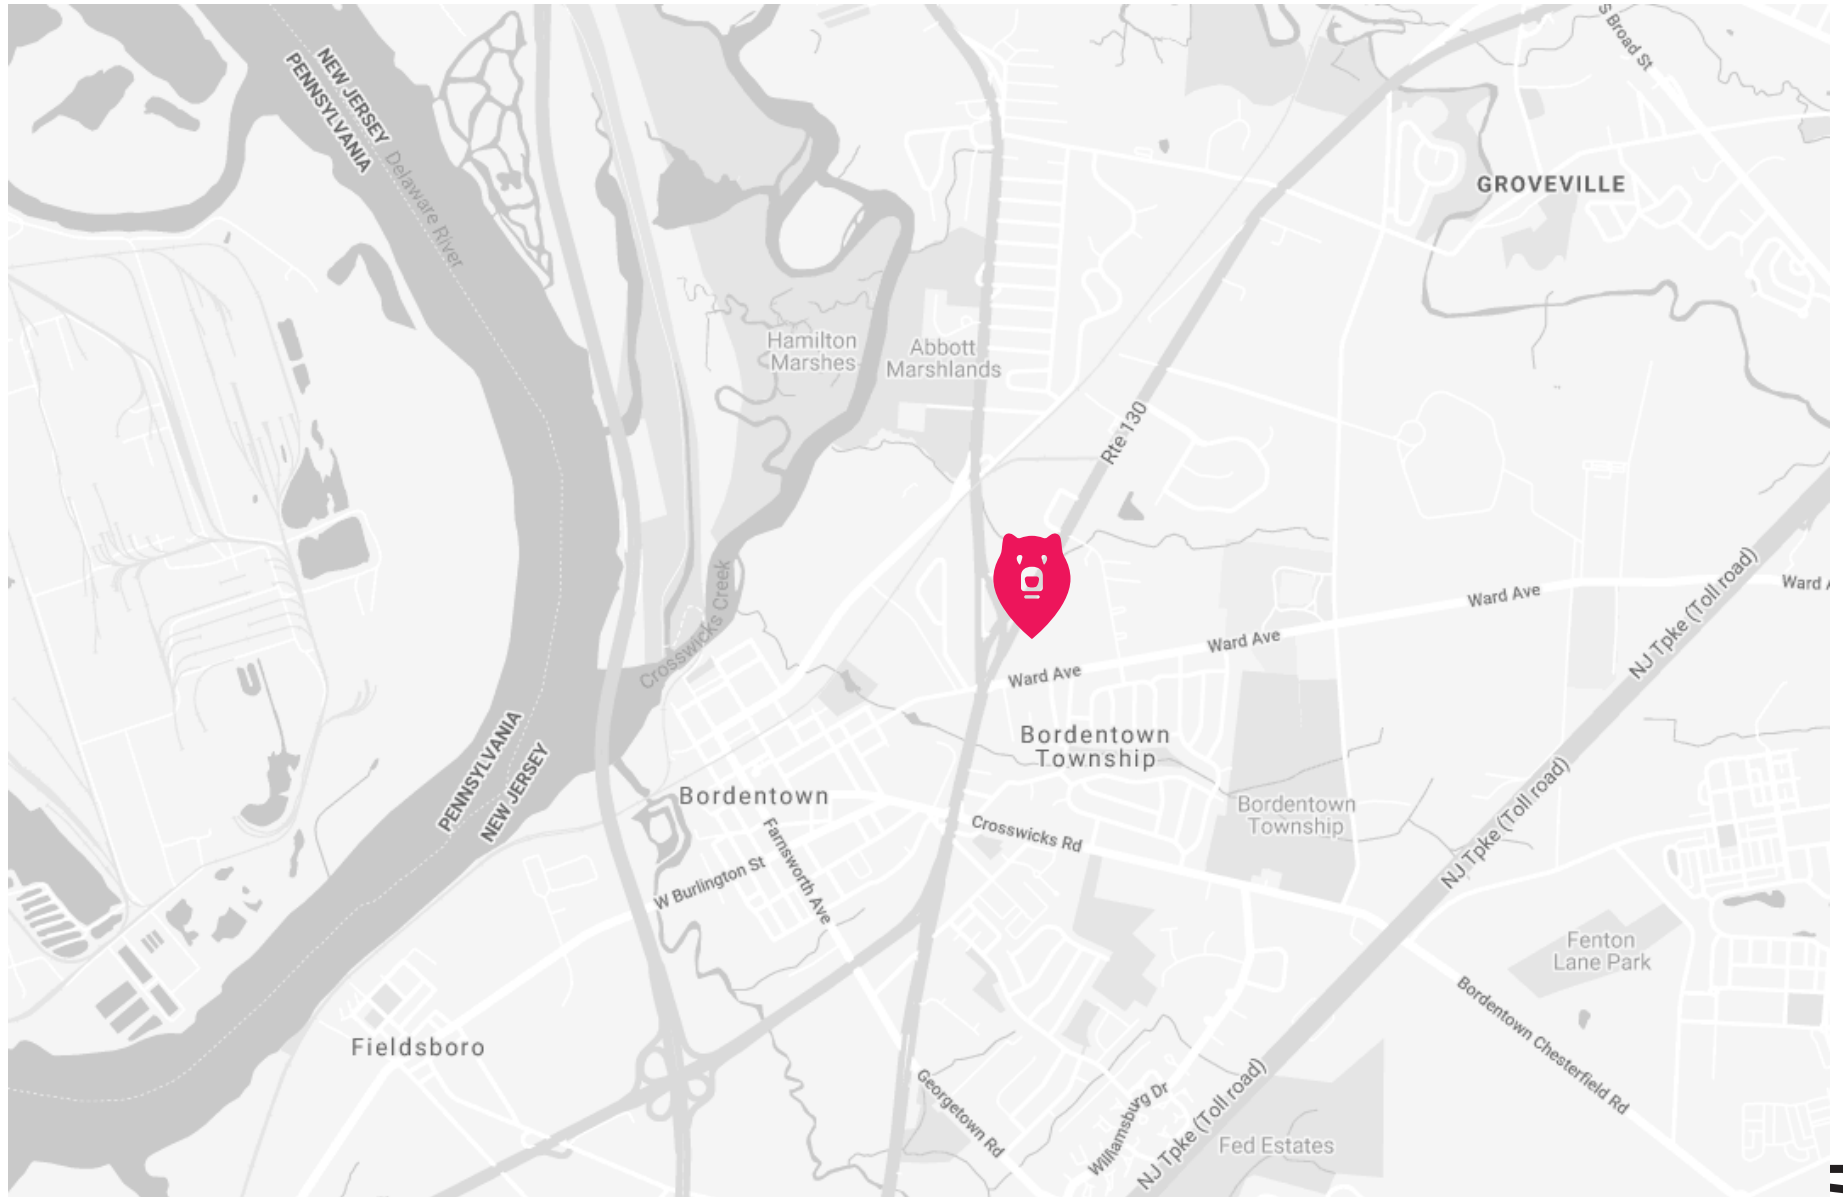 S Broad St
NEW JERSEY
PENNSYLVANIA
Delaware River
GROVEVILLE
Hamilton
Marshes
Abbott
Marshlands
Rte 130
Ward Ave
Ward Ave
Ward Ave
Ward A
NJ Tpke (Toll road)
Crosswicks Creek
Bordentown
Township
PENNSYLVANIA
NEW JERSEY
Bordentown
Bordentown
Township
Crosswicks Rd
NJ Tpke (Toll road)
Farnsworth Ave
W Burlington St
Fenton
Lane Park
Bordentown Chesterfield Rd
Fieldsboro
Georgetown Rd
Williamsburg Dr
NJ Tpke (Toll road)
Fed Estates